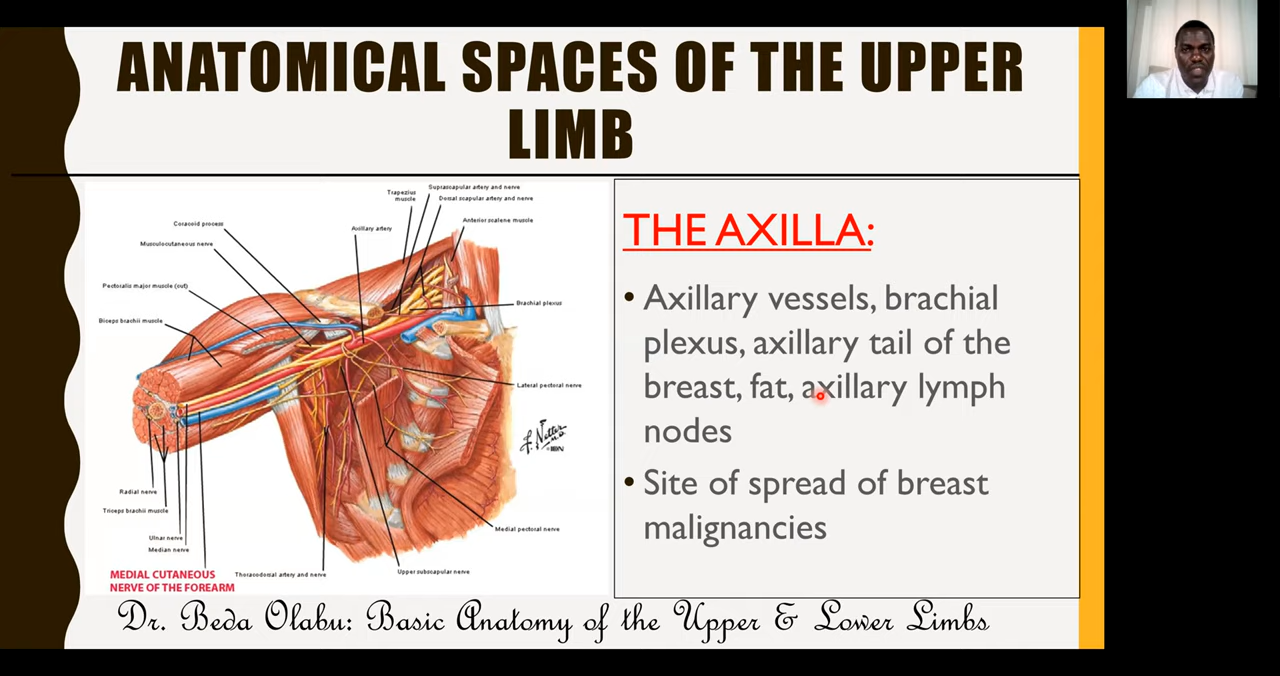 ANATOMICAL SPACES OF THE UPPER
LIMB
Trapezius
muscle
Suprascapular artery and nerve
Dorsal scapular artery and nerve
Anterior scalene muscle
Coracoid process
Axillary artery
Musculocutaneous nerve
Pectoralis major muscle (cut)
Brachial plexus
Biceps brachii muscle
Lateral pectoral nerve
Radial nerve
Triceps brachii muscle
Medial pectoral nerve
Ulnar nerve
Median nerve
MEDIAL CUTANEOUS
NERVE OF THE FOREARM
Thoracodorsal artery and nerve
Upper subscapular nerve
THE AXILLA:
• Axillary vessels, brachial
plexus, axillary tail of the
breast, fat, axillary lymph
nodes
• Site of spread of breast
malignancies
Dr. Beda Olabu: Basic Anatomy of the Upper & Lower Limbs